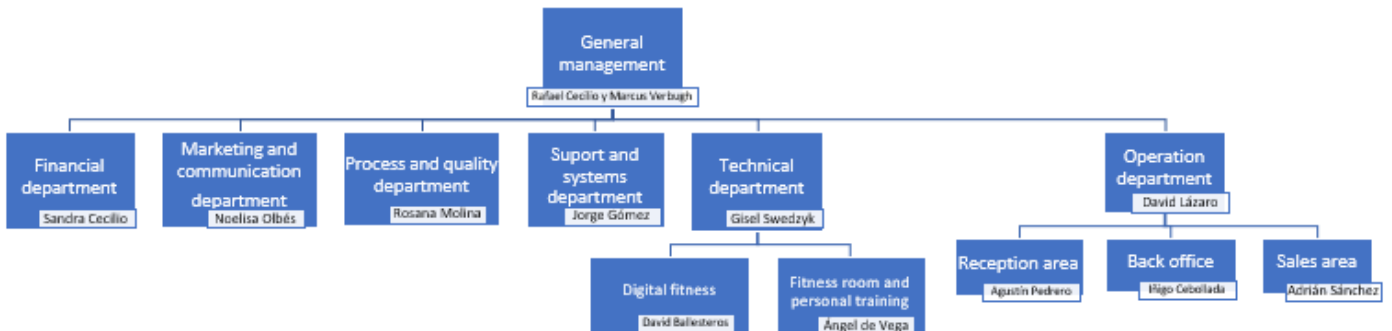 General
management
Rafael Cecilio y Marcus Verbugh
Financial
department
Sandra Cecilio
Marketing and
communication
department
Noelisa Olbés
Process and quality
department
Rosana Molina
Suport and
systems
department
Jorge Gómez
Technical
department
Gisel Swedzyk
Operation
department
David Lázaro
Digital fitness
David Ballesteros
Fitness room and
personal training
Ángel de Vega
Reception area
Agustín Pedrero
Back office
Iñigo Cebollada
Sales area
Adrián Sánchez